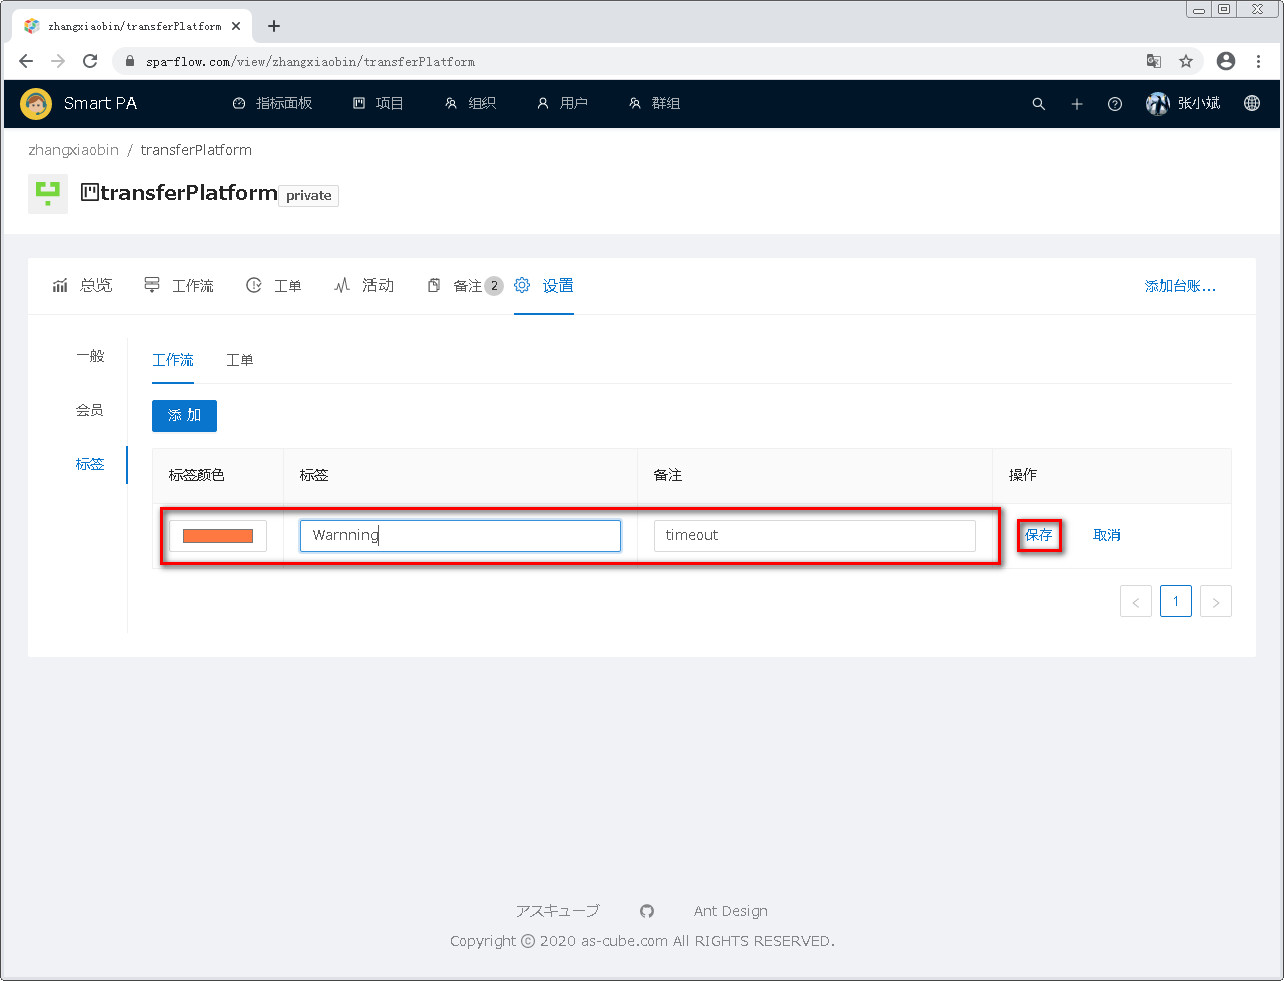 zhangxiaobin/transferPlatform
spa-flow.com/view/zhangxiaobin/transferPlatform
Smart PA 指标面板 项目 组织 用户 群组 张小斌
zhangxiaobin / transferPlatform
transferPlatform private
总览 工作流 工单 活动 备注 2 设置 添加台账...
一般
会员
标签
工作流 工单
添 加
标签颜色 标签 备注 操作
Warnning timeout 保存 取消
< 1 >
アスキューブ Ant Design
Copyright © 2020 as-cube.com All RIGHTS RESERVED.